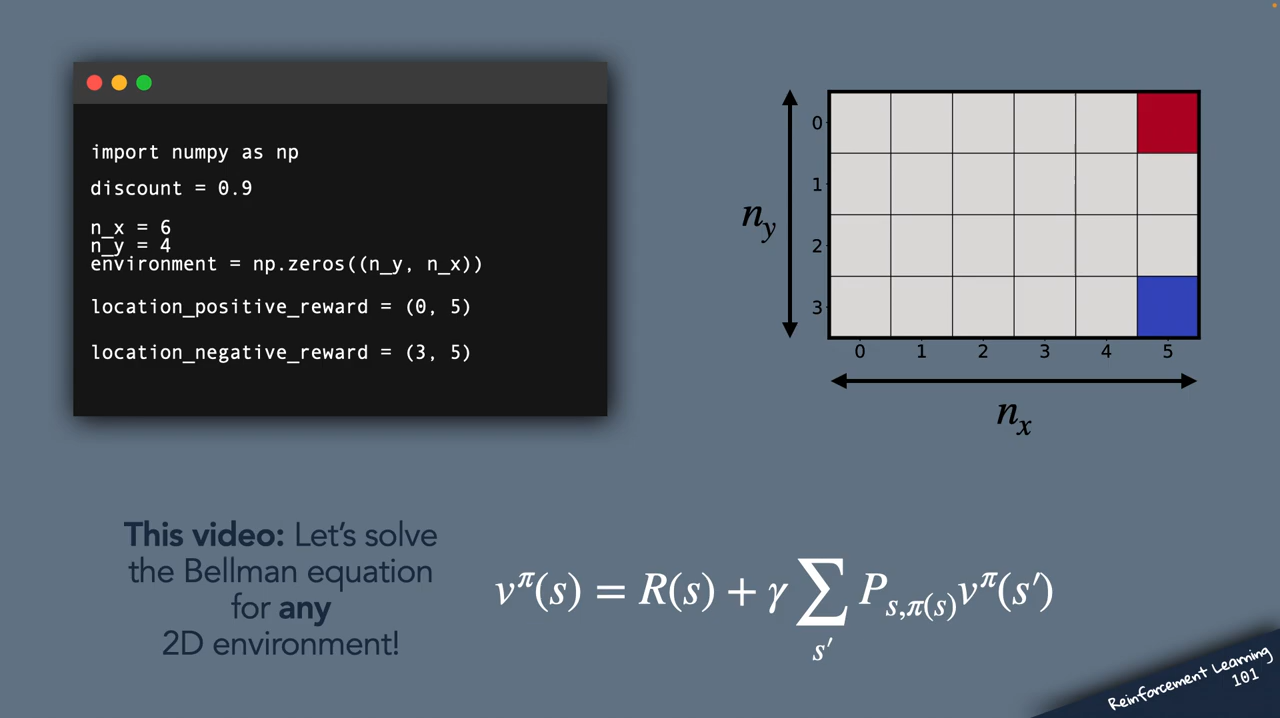 import numpy as np
discount = 0.9
n_x = 6
n_y = 4
environment = np.zeros((n_y, n_x))
location_positive_reward = (0, 5)
location_negative_reward = (3, 5)
n_y
0
1
2
3
0 1 2 3 4 5
n_x
This video: Let's solve
the Bellman equation
for any
2D environment!
v^π(s) = R(s) + γ ∑_{s′} P_{s,π(s)} v^π(s′)
Reinforcement Learning
101